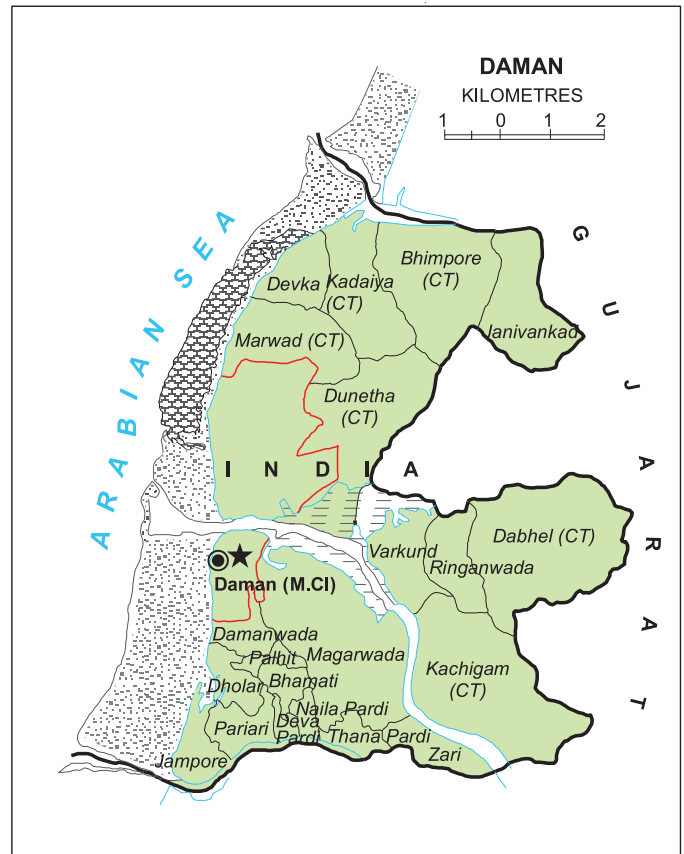 DAMAN
KILOMETRES
1 0 1 2
ARABIAN SEA
GUJARAT
Bhimpore
(CT)
Devka
Kadaiya
(CT)
Janivankad
Marwad (CT)
Dunetha
(CT)
INDIA
Dabhel (CT)
Varkund
Ringanwada
Daman (M.Cl)
Damanwada
Palhit
Magarwada
Kachigam
(CT)
Dholar
Bhamati
Naila Pardi
Pariari
Deva
Pardi
Thana
Pardi
Zari
Jampore